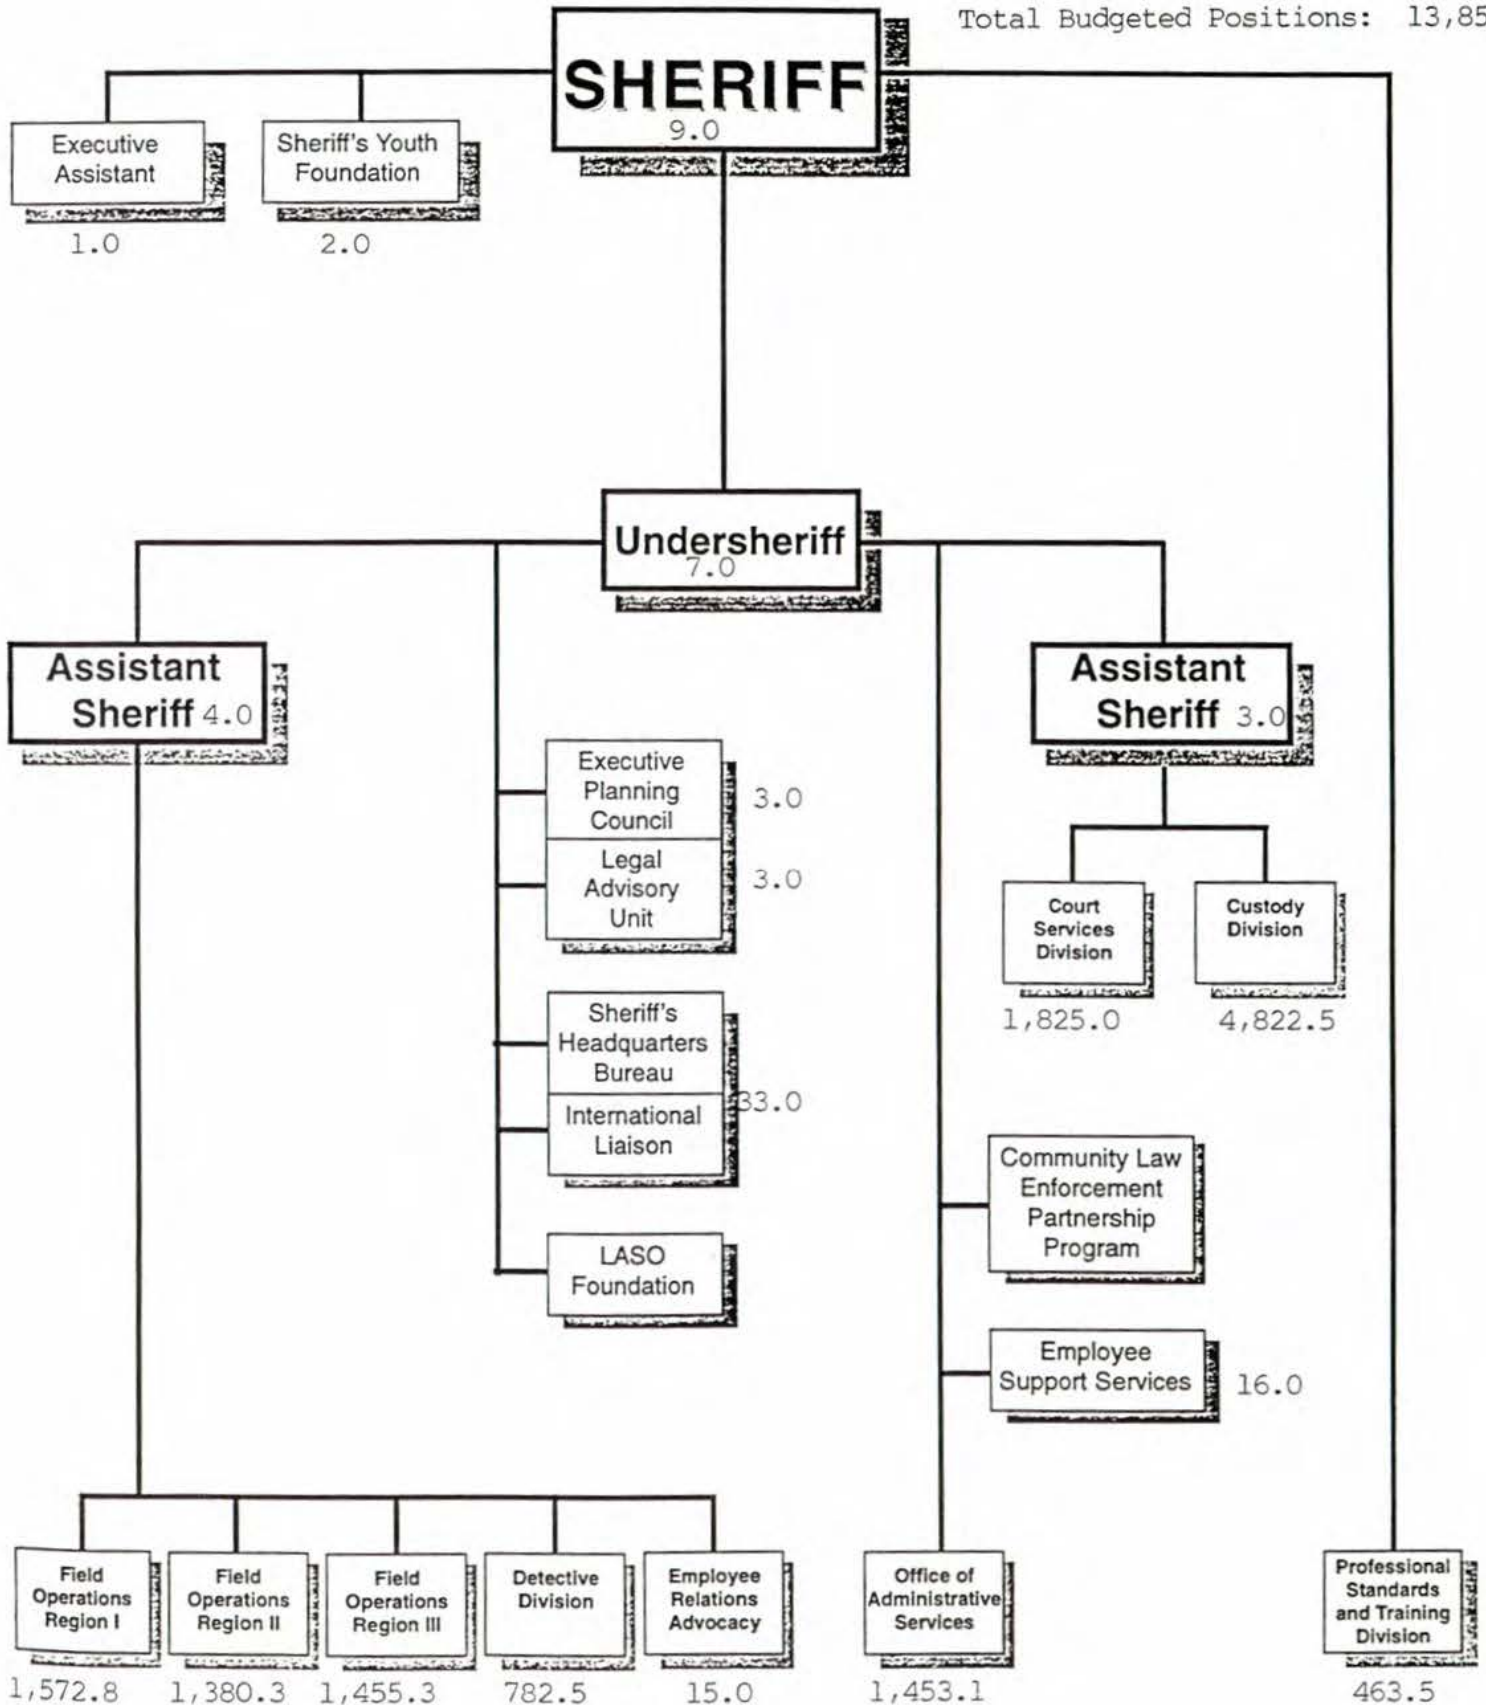 Total Budgeted Positions:
SHERIFF
9.0
Executive
Assistant
1.0
Sheriff's Youth
Foundation
2.0
Undersheriff
7.0
Assistant
Sheriff 4.0
Assistant
Sheriff 3.0
Executive
Planning
Council
3.0
Legal
Advisory
Unit
3.0
Sheriff's
Headquarters
Bureau
33.0
International
Liaison
LASO
Foundation
Court
Services
Division
1,825.0
Custody
Division
4,822.5
Community Law
Enforcement
Partnership
Program
Employee
Support Services
16.0
Field
Operations
Region I
1,572.8
Field
Operations
Region II
1,380.3
Field
Operations
Region III
1,455.3
Detective
Division
782.5
Employee
Relations
Advocacy
15.0
Office of
Administrative
Services
1,453.1
Professional
Standards
and Training
Division
463.5